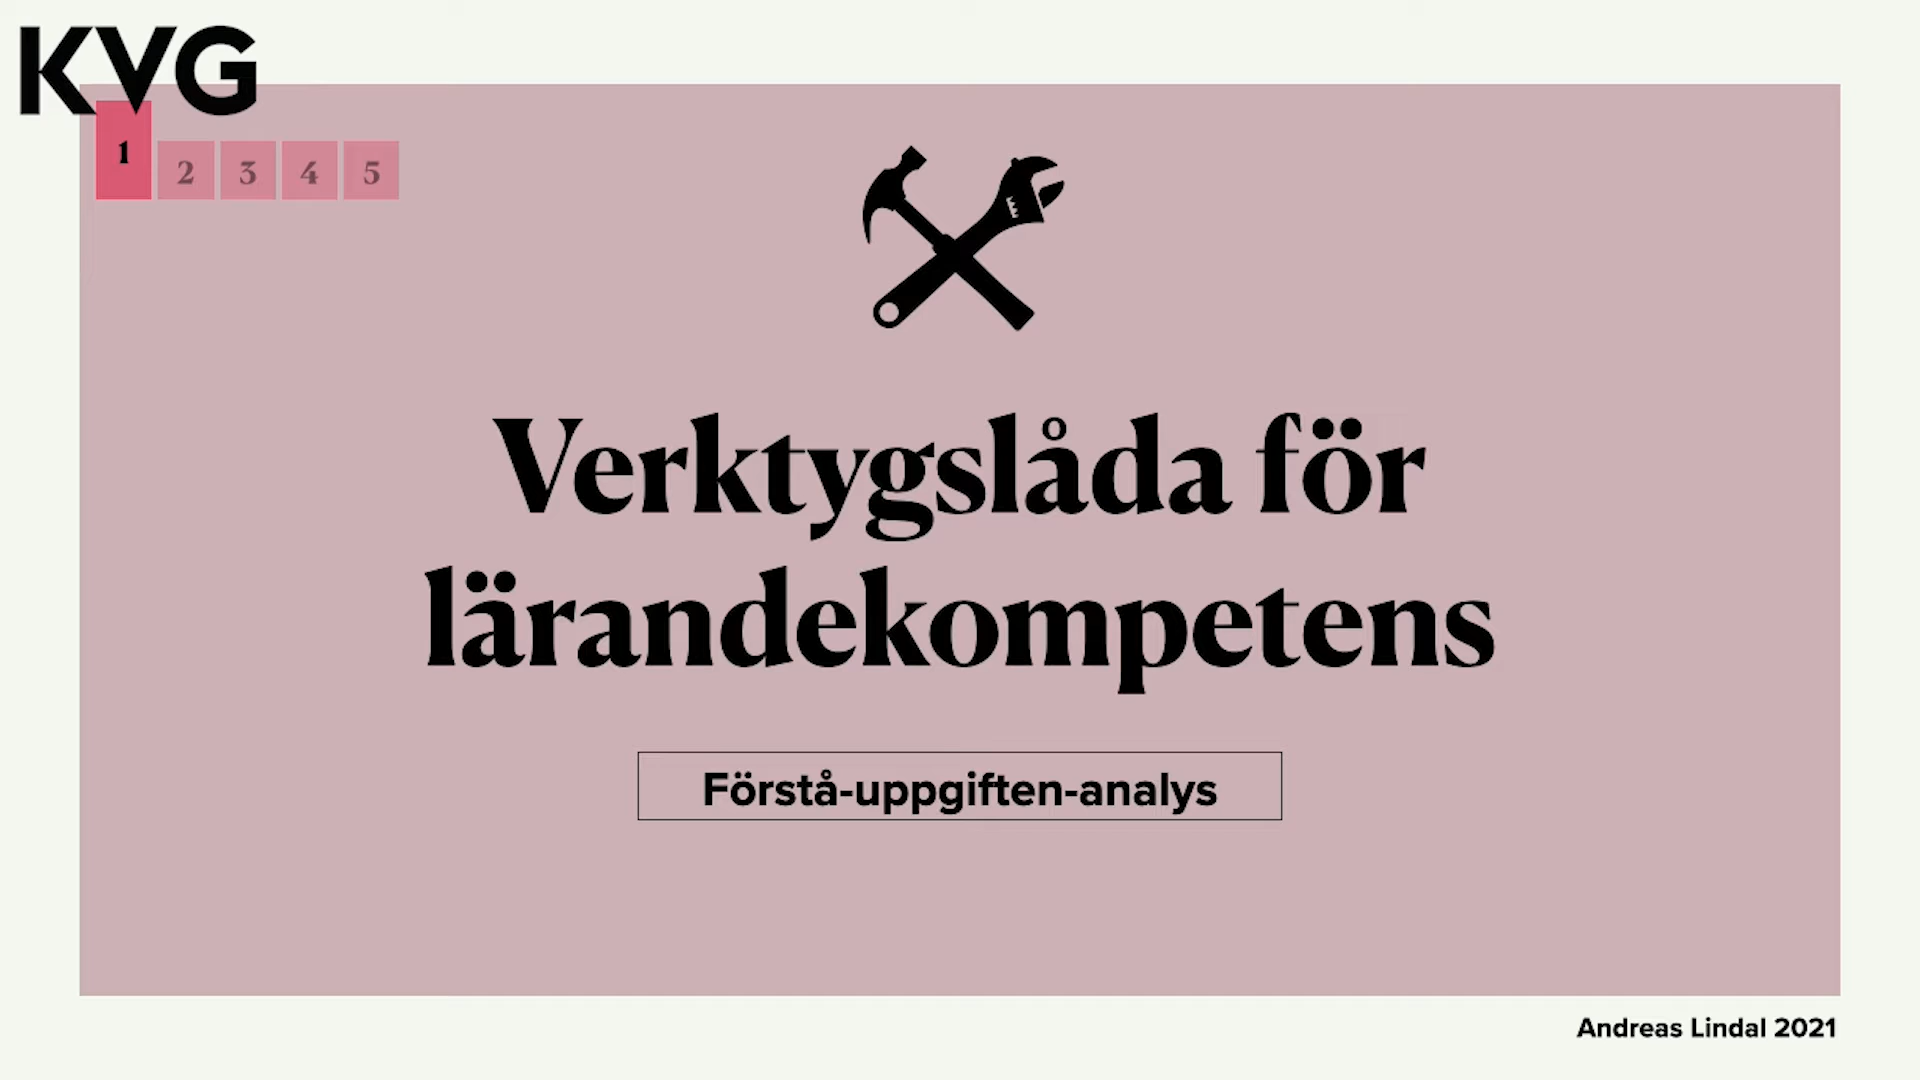 KVG
1 2 3 4 5
Verktygslåda för
lärandekompetens
Förstå-uppgiften-analys
Andreas Lindal 2021